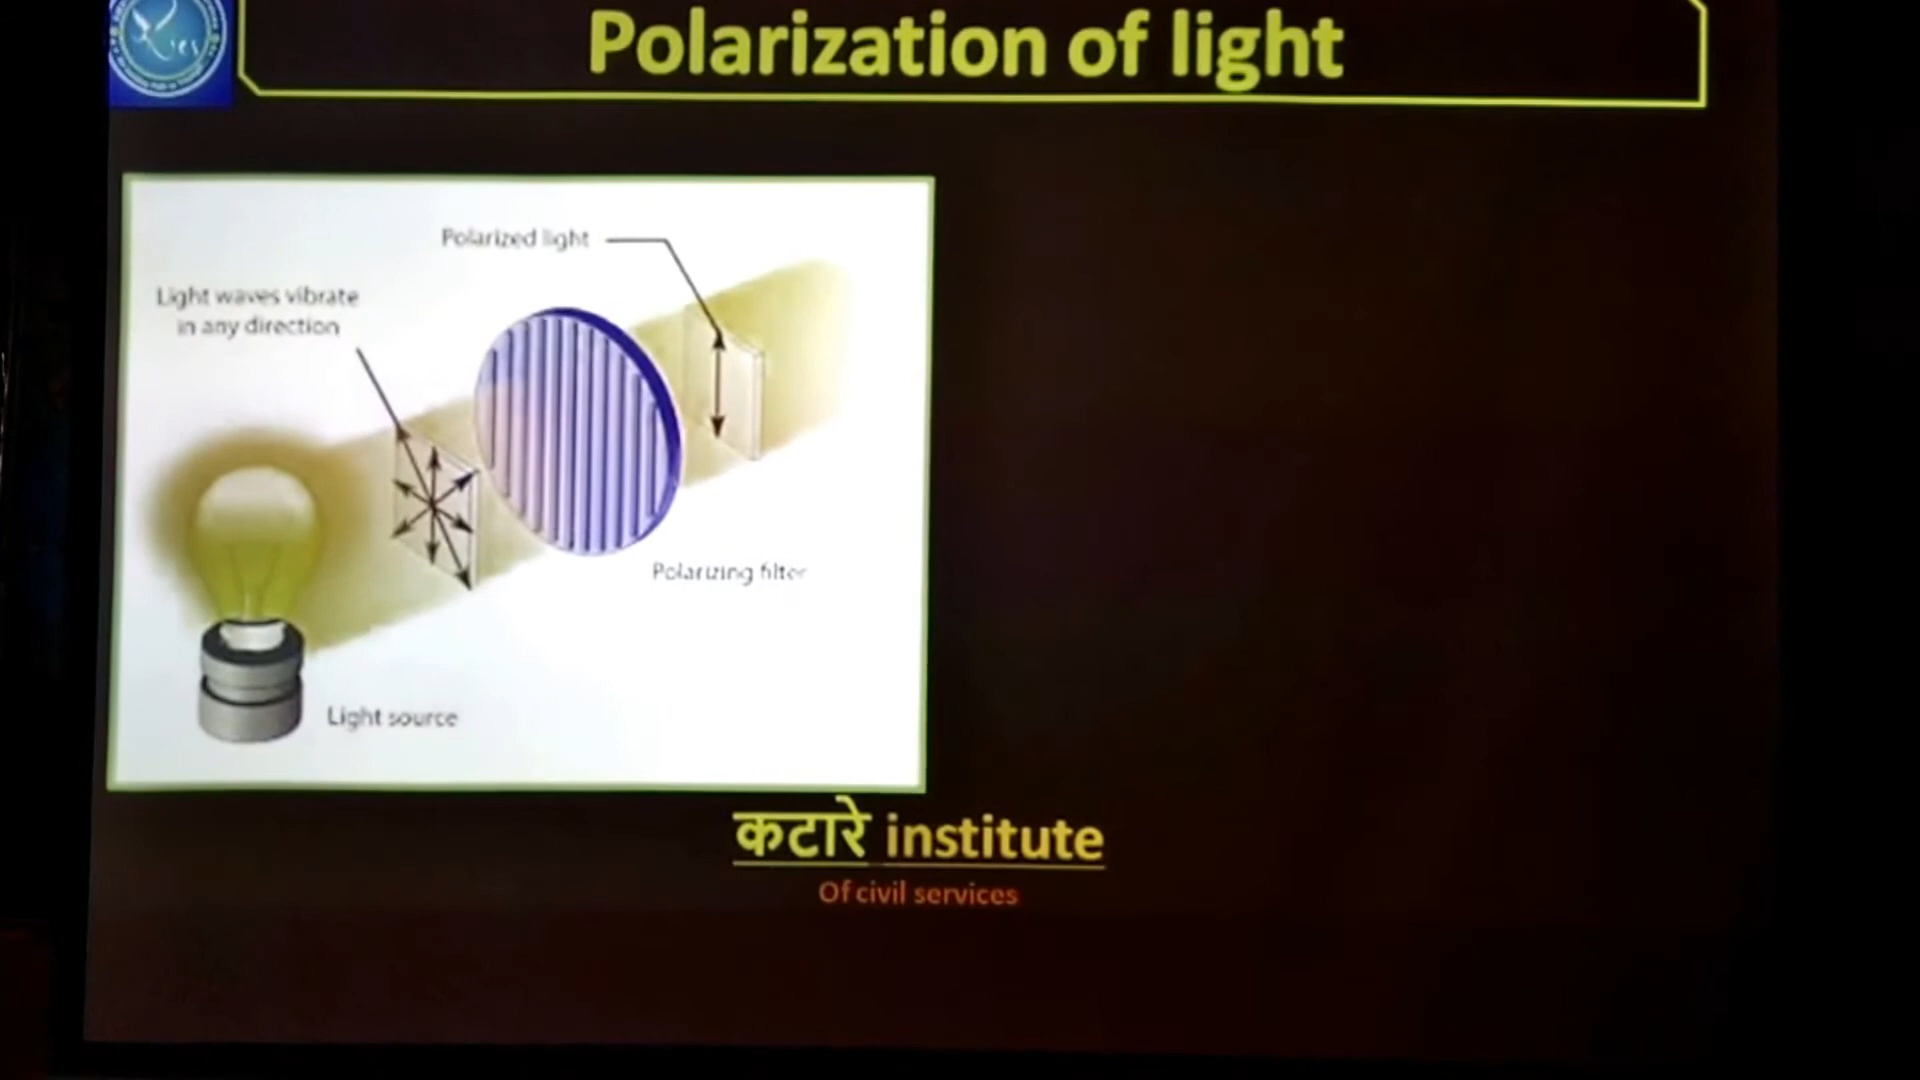 Polarization of light
Polarized light
Light waves vibrate
in any direction
Polarizing filter
Light source
कटारे institute
Of civil services